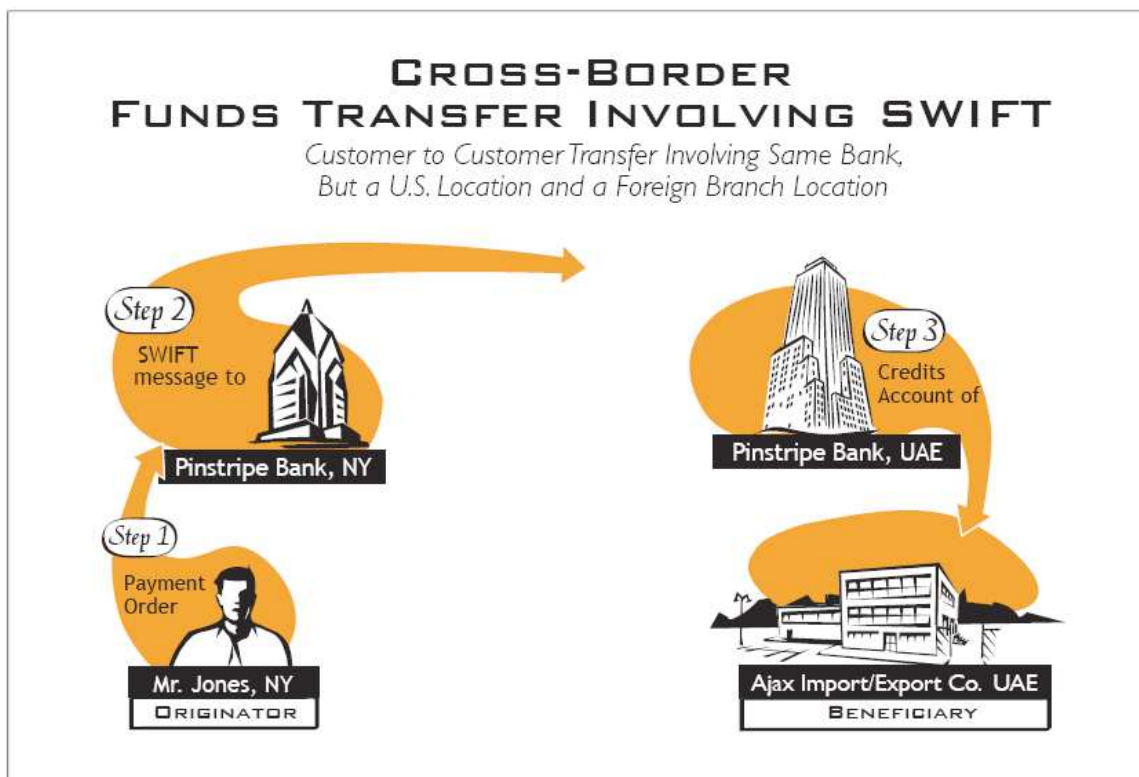 CROSS-BORDER
FUNDS TRANSFER INVOLVING SWIFT
Customer to Customer Transfer Involving Same Bank,
But a U.S. Location and a Foreign Branch Location
Step 1
Payment
Order
Mr. Jones, NY
ORIGINATOR
Step 2
SWIFT
message to
Pinstripe Bank, NY
Pinstripe Bank, UAE
Step 3
Credits
Account of
Ajax Import/Export Co. UAE
BENEFICIARY